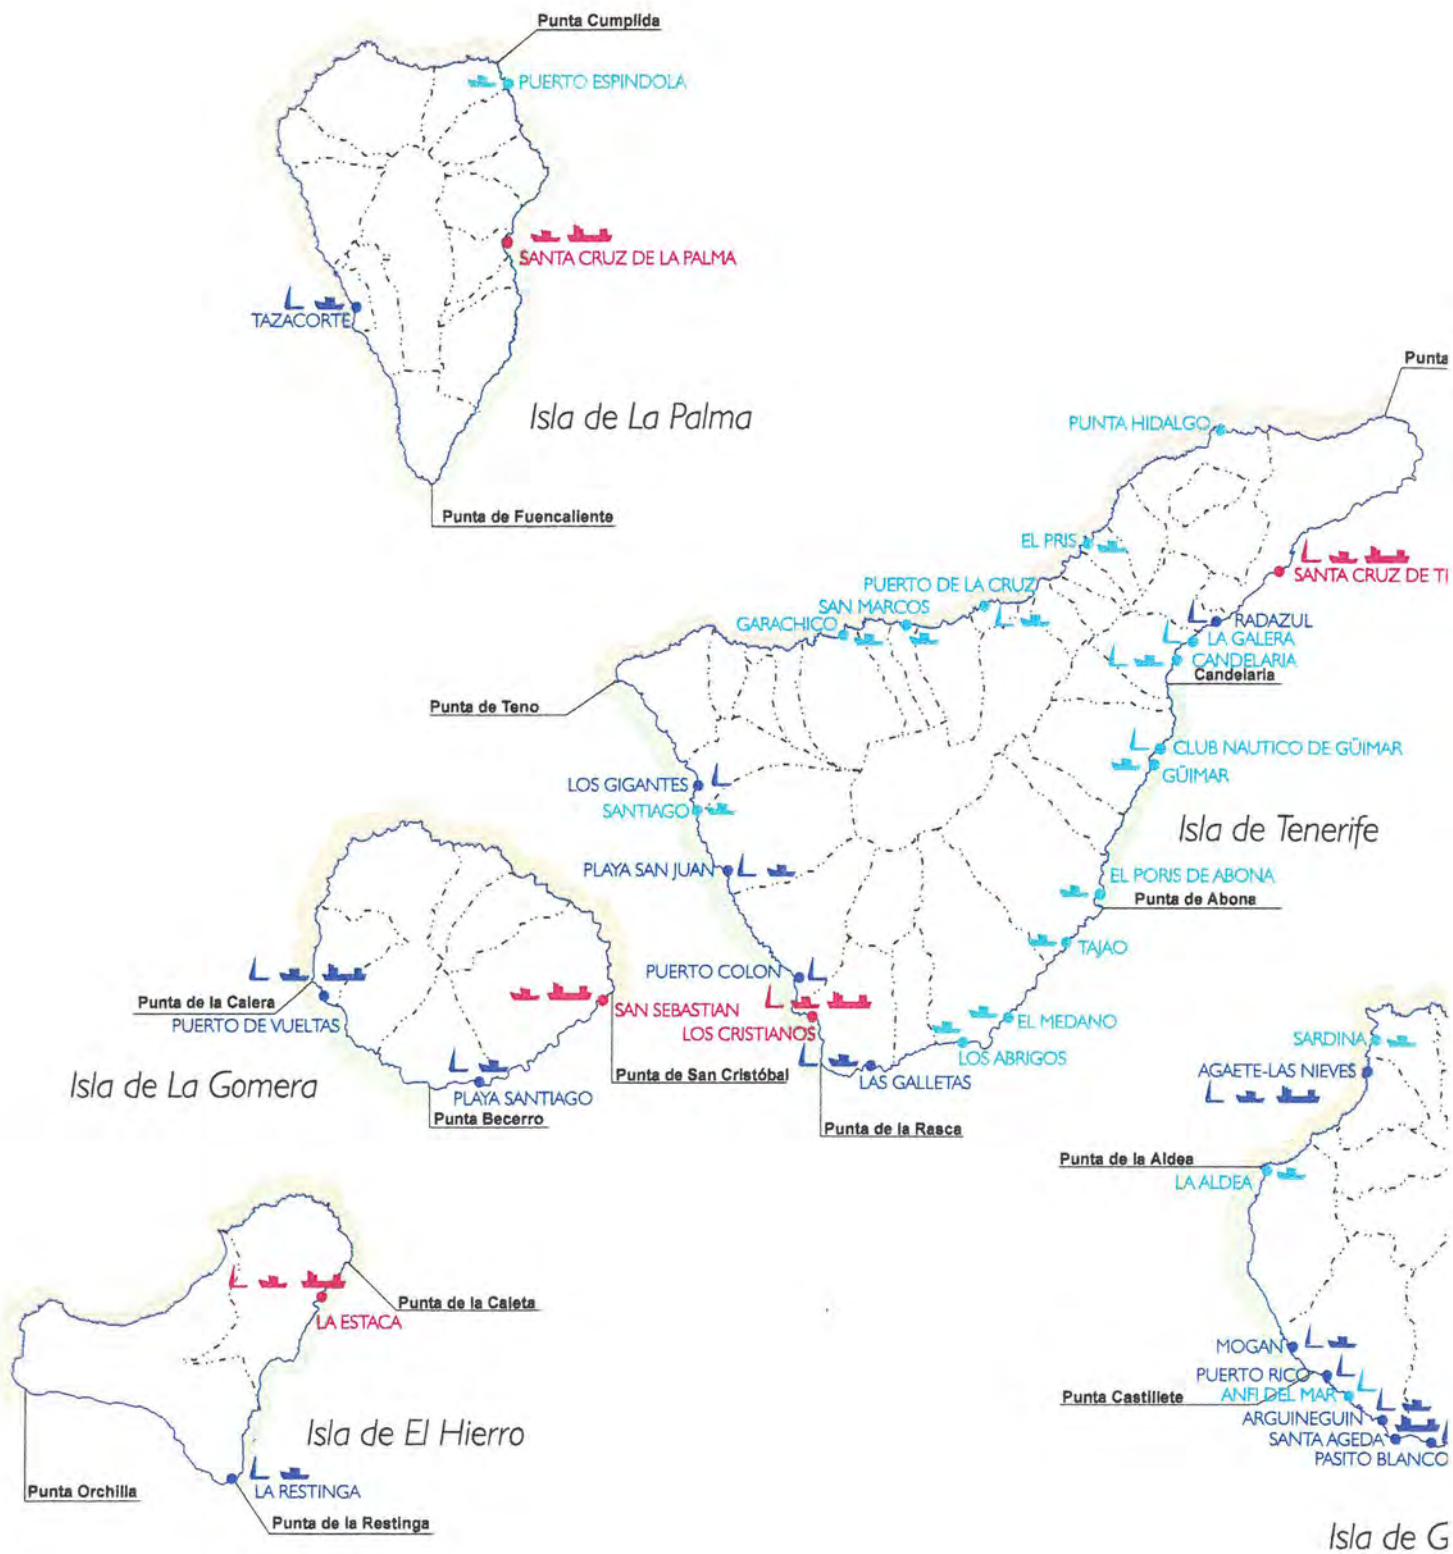 Punta Cumplida
PUERTO ESPINDOLA
SANTA CRUZ DE LA PALMA
TAZACORTE
Isla de La Palma
Punta de Fuencaliente
Punta
PUNTA HIDALGO
EL PRIS
SANTA CRUZ DE TI
PUERTO DE LA CRUZ
SAN MARCOS
GARACHICO
RADAZUL
LA GALERA
CANDELARIA
Candelaria
Punta de Teno
CLUB NAUTICO DE GÜIMAR
GÜIMAR
LOS GIGANTES
SANTIAGO
Isla de Tenerife
PLAYA SAN JUAN
EL PORIS DE ABONA
Punta de Abona
TAJAO
PUERTO COLON
Punta de la Calera
PUERTO DE VUELTAS
SAN SEBASTIAN
LOS CRISTIANOS
EL MEDANO
LOS ABRIGOS
Isla de La Gomera
Punta de San Cristóbal
LAS GALLETAS
PLAYA SANTIAGO
Punta Becerro
Punta de la Rasca
SARDINA
AGAETE-LAS NIEVES
Punta de la Aldea
LA ALDEA
Punta de la Caleta
LA ESTACA
MOGAN
PUERTO RICO
ANFI DEL MAR
Punta Castillete
ARGUINEGUIN
SANTA AGEDA
PASITO BLANCO
Isla de El Hierro
LA RESTINGA
Punta Orchilla
Punta de la Restinga
Isla de G